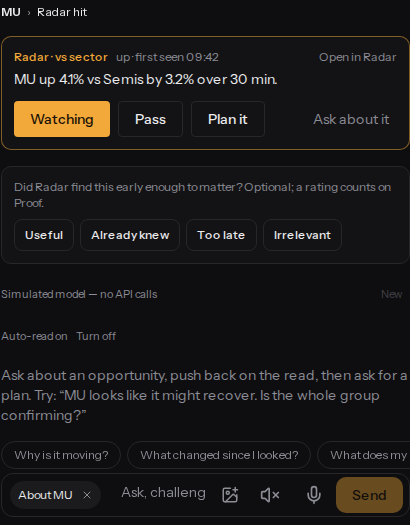 MU › Radar hit
Radar · vs sector up · first seen 09:42 Open in Radar
MU up 4.1% vs Semis by 3.2% over 30 min.
Watching Pass Plan it Ask about it
Did Radar find this early enough to matter? Optional; a rating counts on
Proof.
Useful Already knew Too late Irrelevant
Simulated model — no API calls New
Auto-read on Turn off
Ask about an opportunity, push back on the read, then ask for a
plan. Try: “MU looks like it might recover. Is the whole group
confirming?”
Why is it moving? What changed since I looked? What does my
About MU × Ask, challeng Send